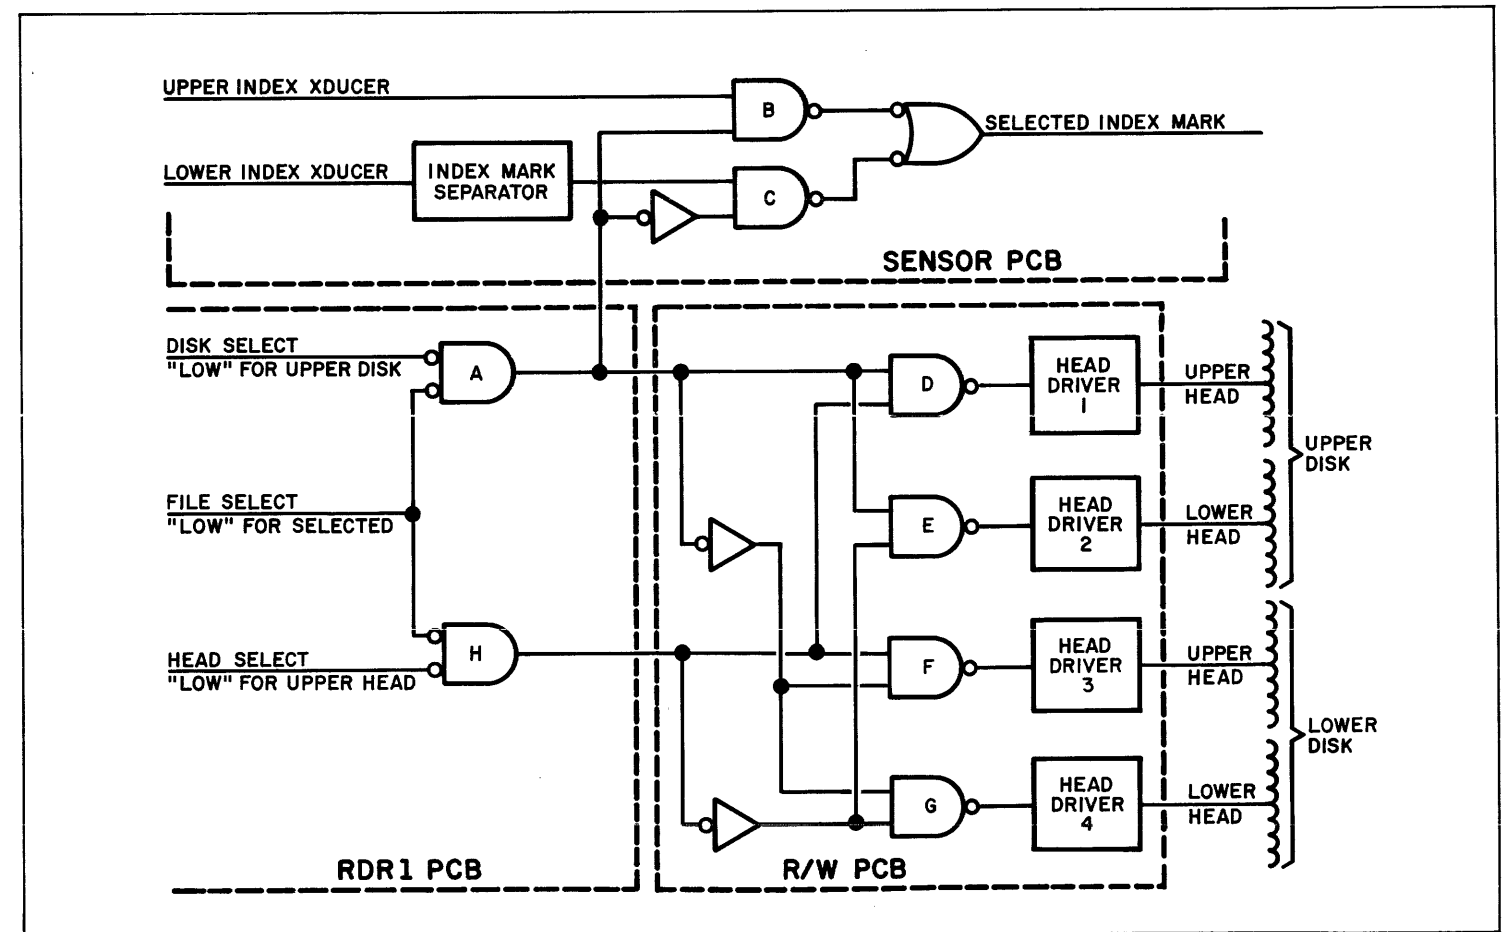 UPPER INDEX XDUCER
B
SELECTED INDEX MARK
LOWER INDEX XDUCER
INDEX MARK
SEPARATOR
C
SENSOR PCB
DISK SELECT
"LOW" FOR UPPER DISK
A
D
HEAD
DRIVER
1
UPPER
HEAD
UPPER
DISK
FILE SELECT
"LOW" FOR SELECTED
E
HEAD
DRIVER
2
LOWER
HEAD
HEAD SELECT
"LOW" FOR UPPER HEAD
H
F
HEAD
DRIVER
3
UPPER
HEAD
LOWER
DISK
G
HEAD
DRIVER
4
LOWER
HEAD
RDR1 PCB
R/W PCB